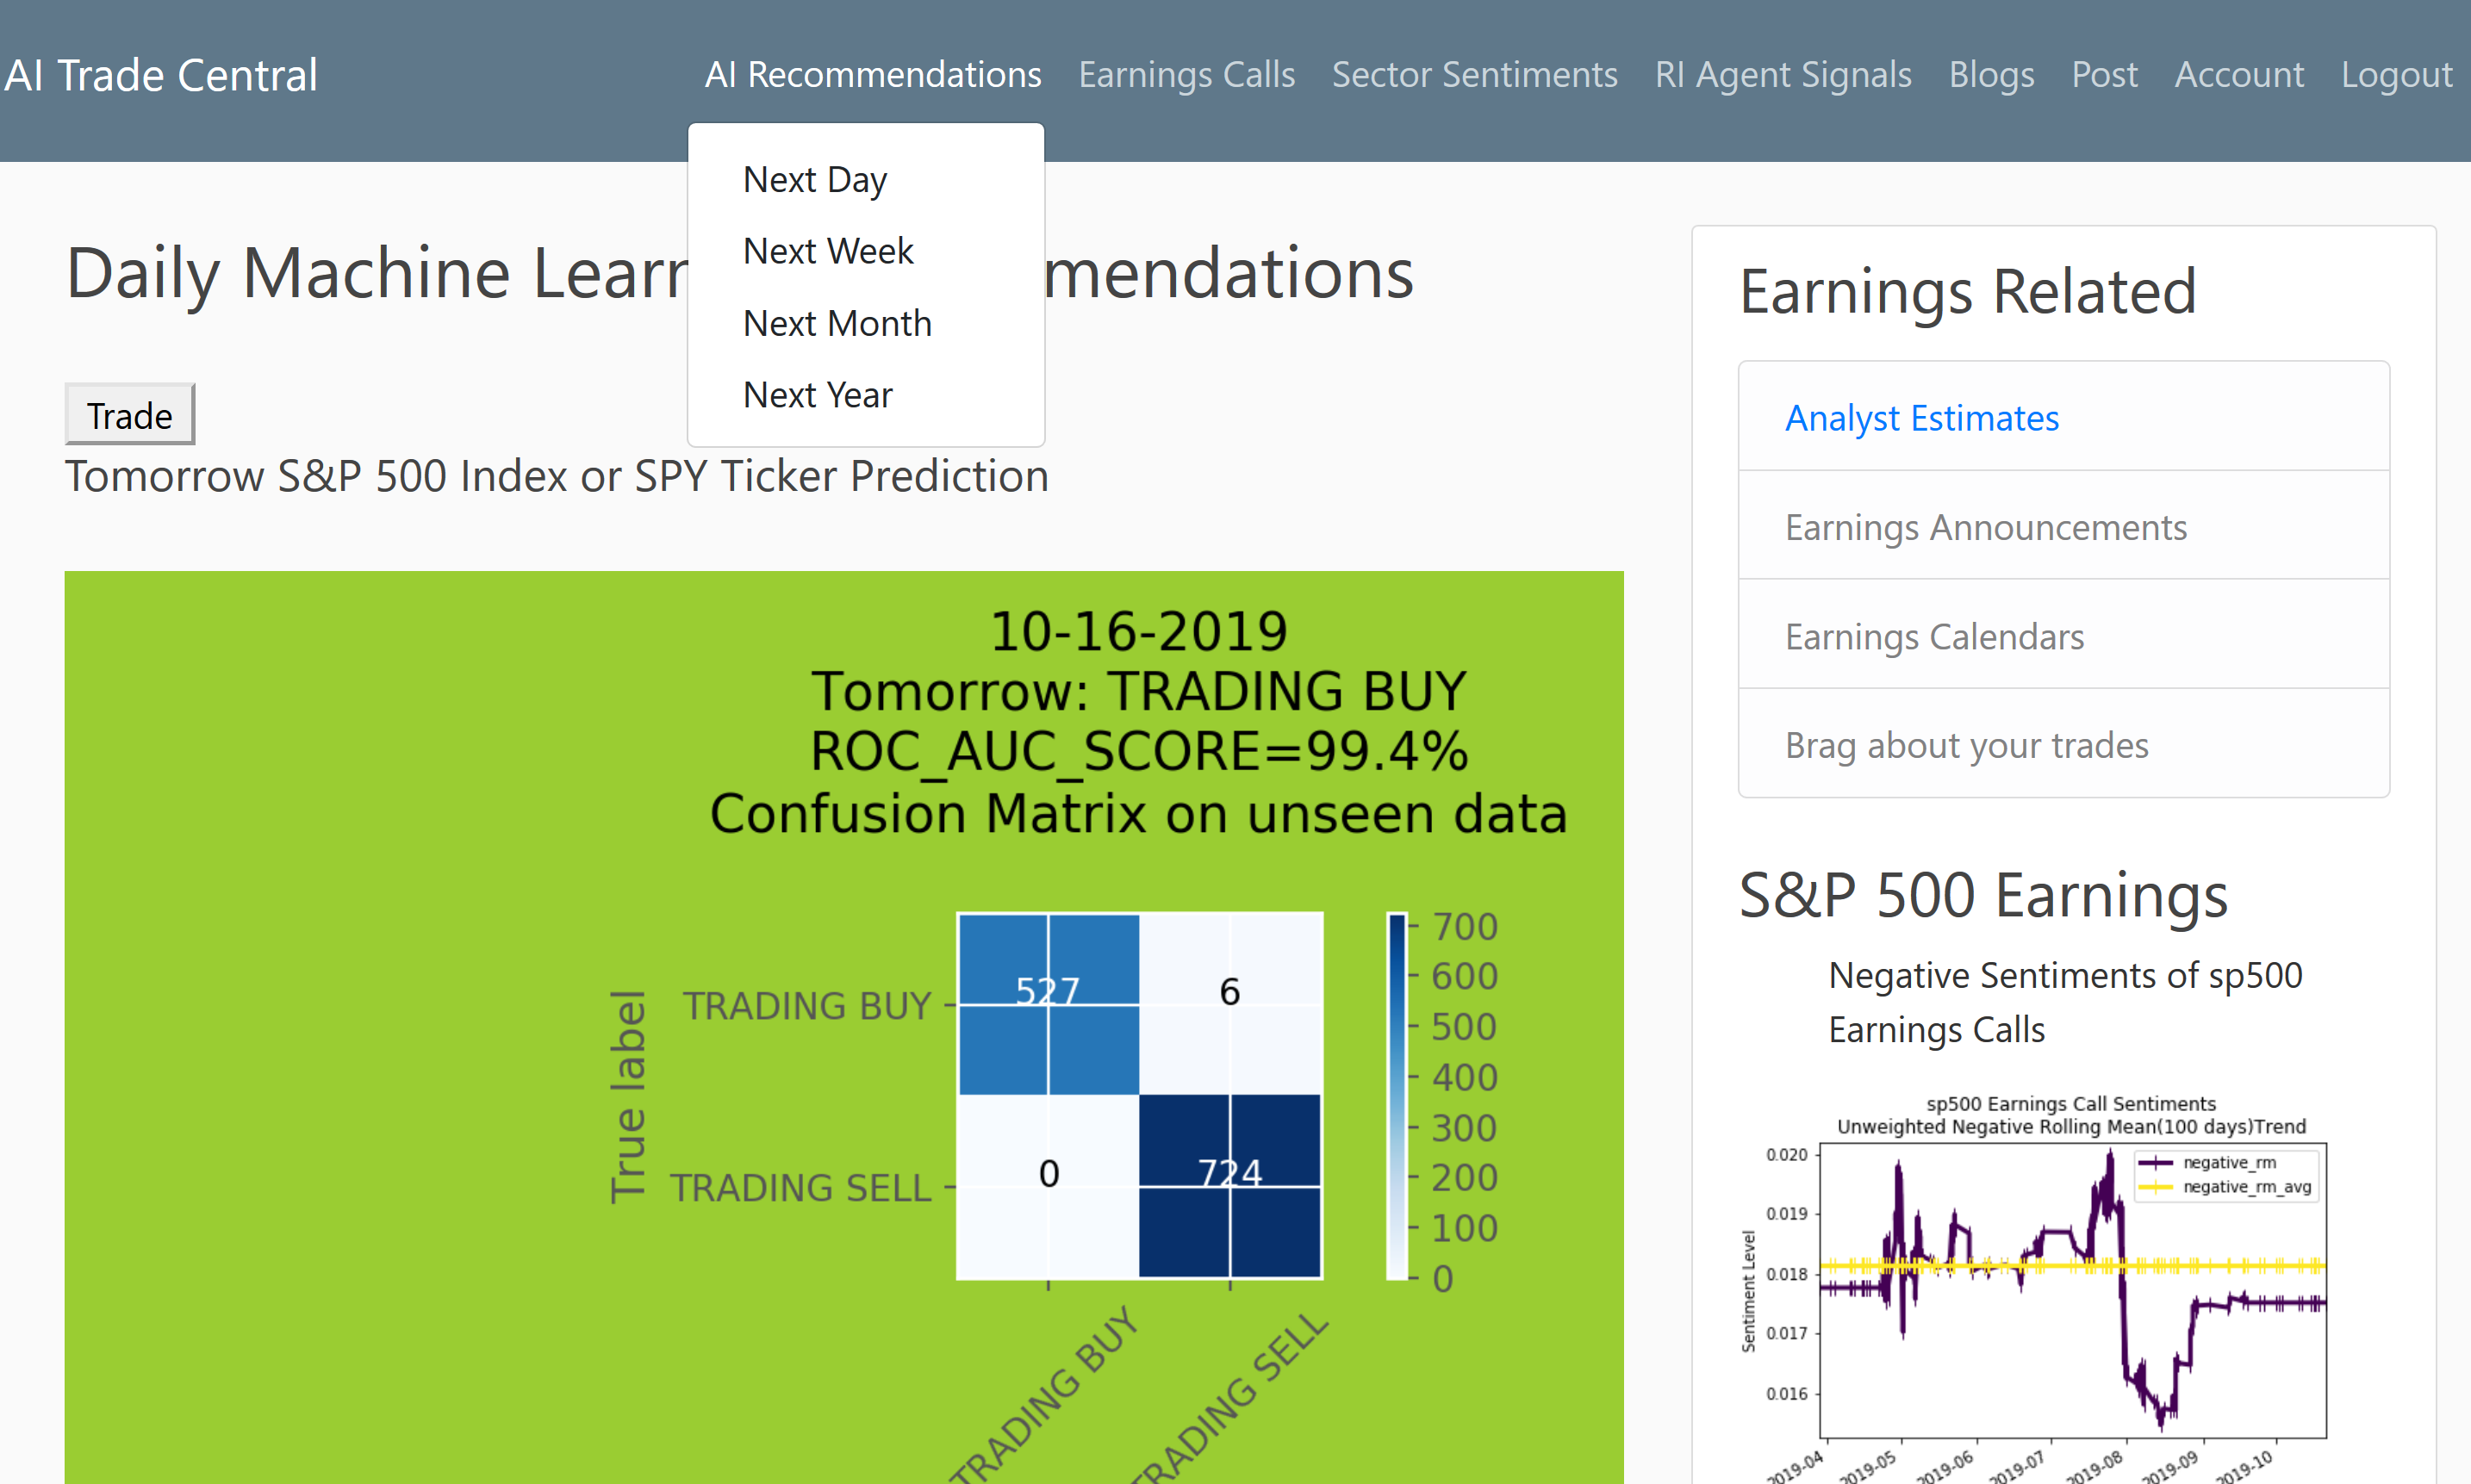 AI Trade Central
AI Recommendations
Earnings Calls
Sector Sentiments
RI Agent Signals
Blogs
Post
Account
Logout
Next Day
Next Week
Next Month
Next Year
Daily Machine Lear
mendations
Trade
Tomorrow S&P 500 Index or SPY Ticker Prediction
10-16-2019
Tomorrow: TRADING BUY
ROC_AUC_SCORE=99.4%
Confusion Matrix on unseen data
True label
TRADING BUY
TRADING SELL
527
6
0
724
700
600
500
400
300
200
100
0
TRADING BUY
TRADING SELL
Earnings Related
Analyst Estimates
Earnings Announcements
Earnings Calendars
Brag about your trades
S&P 500 Earnings
Negative Sentiments of sp500
Earnings Calls
sp500 Earnings Call Sentiments
Unweighted Negative Rolling Mean(100 days)Trend
negative_rm
negative_rm_avg
Sentiment Level
0.020
0.019
0.018
0.017
0.016
2019-04
2019-05
2019-06
2019-07
2019-08
2019-09
2019-10